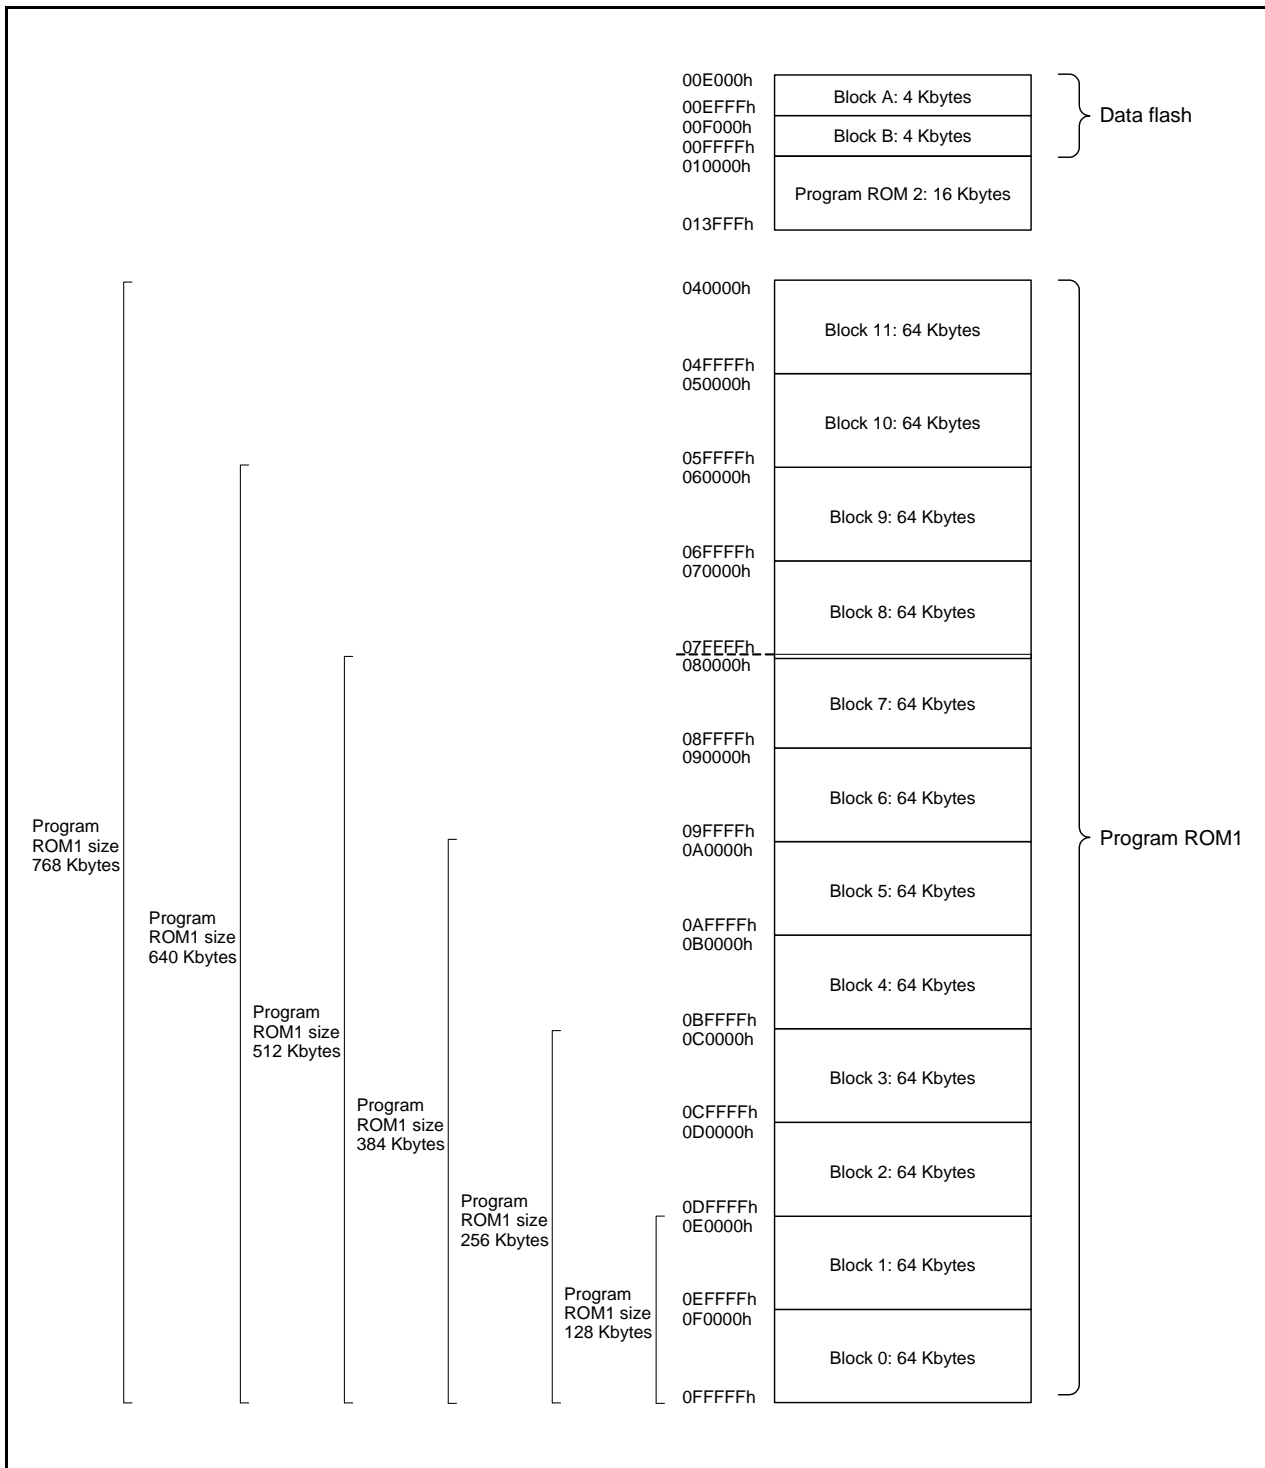 00E000h
Block A: 4 Kbytes
00EFFFh
Data flash
00F000h
Block B: 4 Kbytes
00FFFFh
010000h
Program ROM 2: 16 Kbytes
013FFFh
040000h
Block 11: 64 Kbytes
04FFFFh
050000h
Block 10: 64 Kbytes
05FFFFh
060000h
Block 9: 64 Kbytes
06FFFFh
070000h
Block 8: 64 Kbytes
07FFFFh
080000h
Block 7: 64 Kbytes
08FFFFh
090000h
Block 6: 64 Kbytes
09FFFFh
0A0000h
Program ROM1
Block 5: 64 Kbytes
0AFFFFh
0B0000h
Block 4: 64 Kbytes
0BFFFFh
0C0000h
Block 3: 64 Kbytes
0CFFFFh
0D0000h
Block 2: 64 Kbytes
0DFFFFh
0E0000h
Block 1: 64 Kbytes
0EFFFFh
0F0000h
Block 0: 64 Kbytes
0FFFFFh
Program
ROM1 size
768 Kbytes
Program
ROM1 size
640 Kbytes
Program
ROM1 size
512 Kbytes
Program
ROM1 size
384 Kbytes
Program
ROM1 size
256 Kbytes
Program
ROM1 size
128 Kbytes